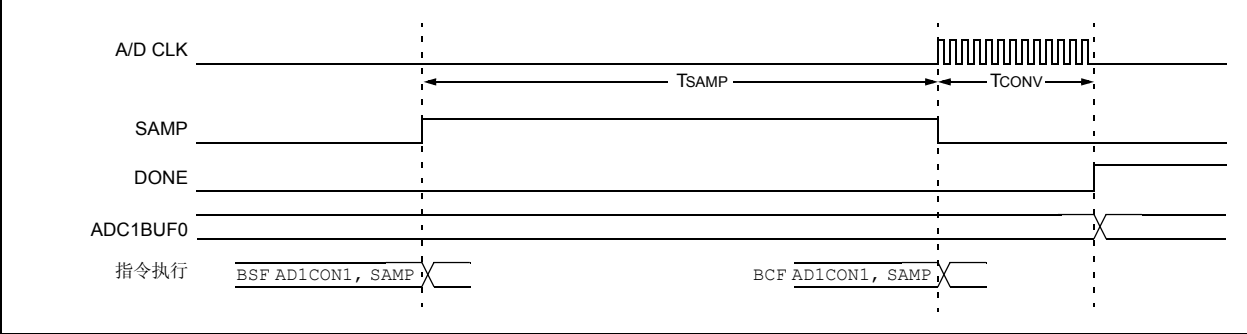 A/D CLK
TSAMP
TCONV
SAMP
DONE
ADC1BUF0
指令执行
BSF AD1CON1, SAMP
BCF AD1CON1, SAMP